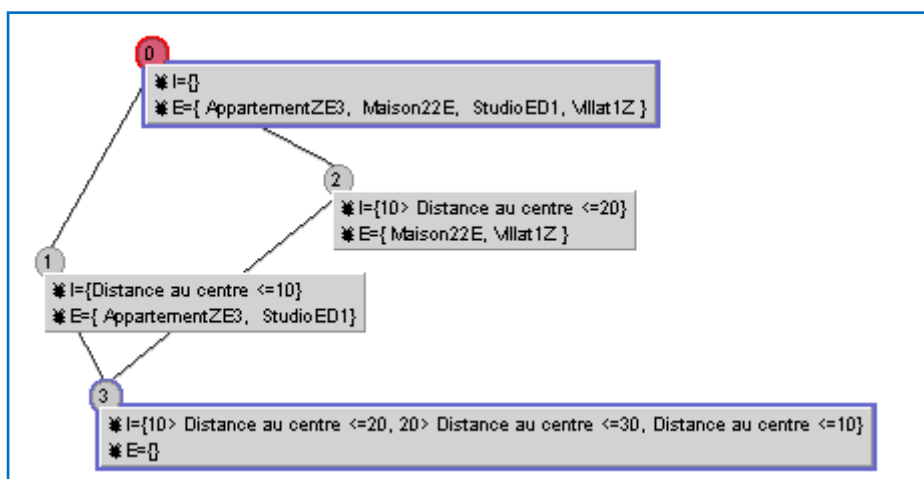 0
I={}
E={ AppartementZE3, Maison22E, StudioED1, Villat1Z }
2
I={10> Distance au centre <=20}
E={ Maison22E, Villat1Z }
1
I={Distance au centre <=10}
E={ AppartementZE3, StudioED1}
3
I={10> Distance au centre <=20, 20> Distance au centre <=30, Distance au centre <=10}
E={}